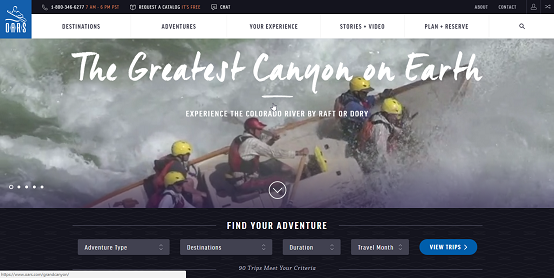 1-800-346-6277 7 AM - 6 PM PST REQUEST A CATALOG IT'S FREE CHAT ABOUT CONTACT
OARS
DESTINATIONS ADVENTURES YOUR EXPERIENCE STORIES + VIDEO PLAN + RESERVE
The Greatest Canyon on Earth
EXPERIENCE THE COLORADO RIVER BY RAFT OR DORY
FIND YOUR ADVENTURE
Adventure Type Destinations Duration Travel Month VIEW TRIPS
90 Trips Meet Your Criteria
https://www.oars.com/grandcanyon/